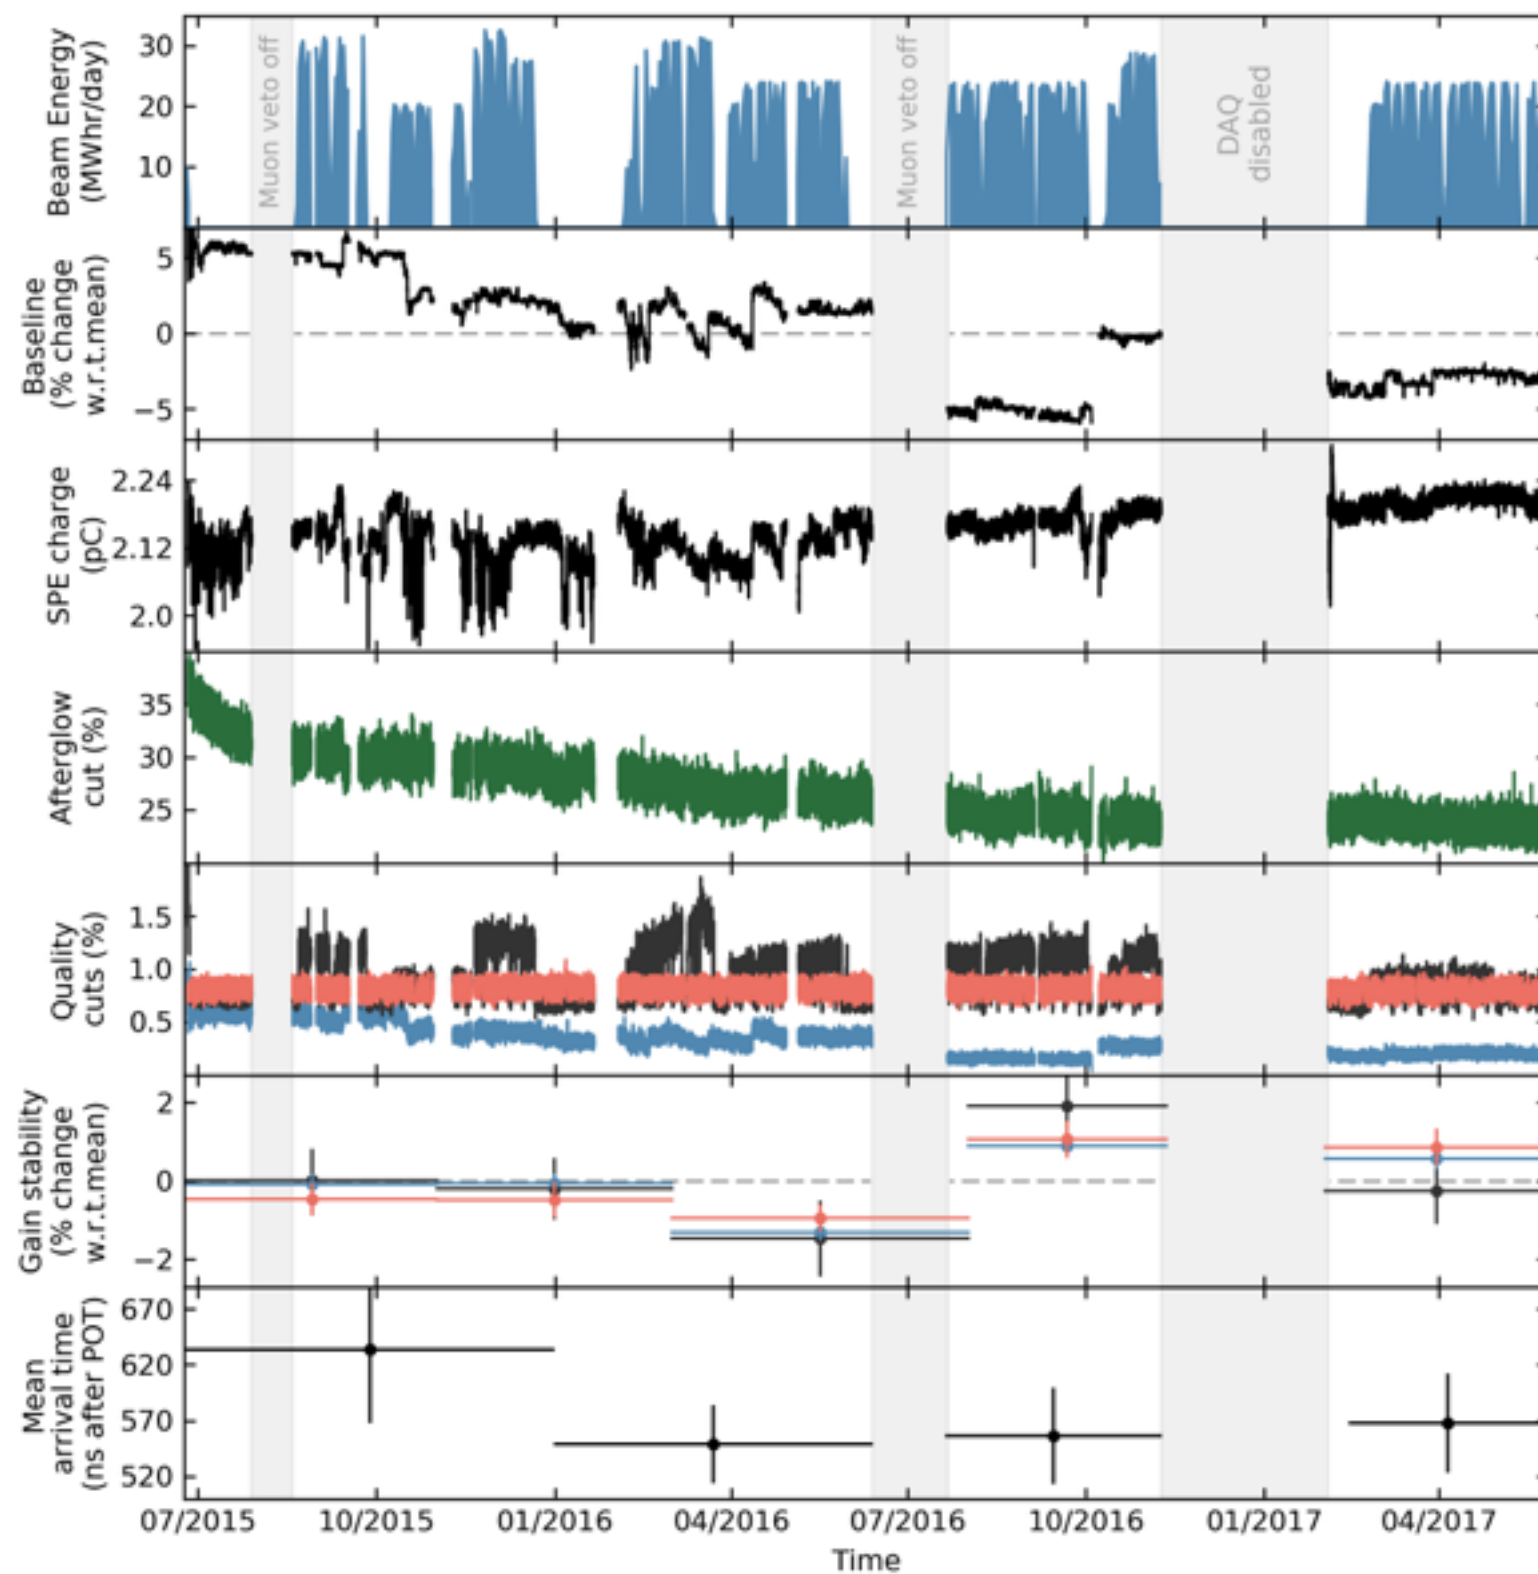 Beam Energy
(MWhr/day)
30
20
10
Muon veto off
Muon veto off
DAQ
disabled
Baseline
(% change
w.r.t.mean)
5
0
−5
SPE charge
(pC)
2.24
2.12
2.0
Afterglow
cut (%)
35
30
25
Quality
cuts (%)
1.5
1.0
0.5
Gain stability
(% change
w.r.t.mean)
2
0
−2
Mean
arrival time
(ns after POT)
670
620
570
520
07/2015 10/2015 01/2016 04/2016 07/2016 10/2016 01/2017 04/2017
Time